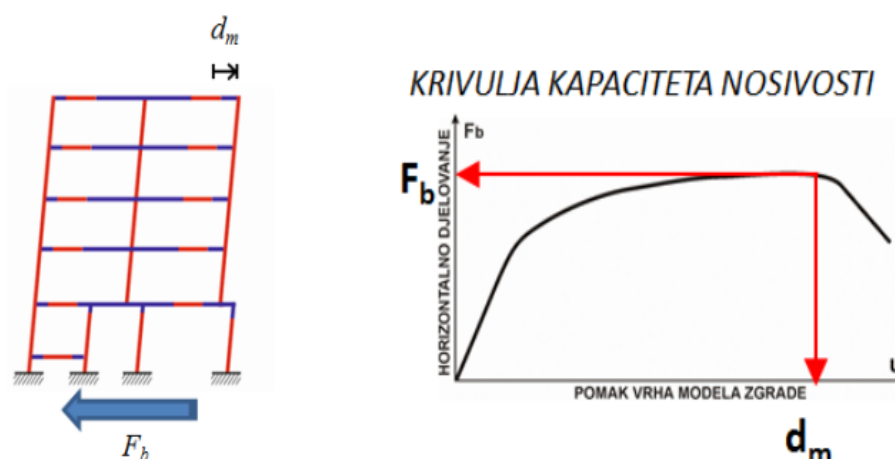 d_m
F_b
KRIVULJA KAPACITETA NOSIVOSTI
Fb
F_b
HORIZONTALNO DJELOVANJE
POMAK VRHA MODELA ZGRADE
d_m